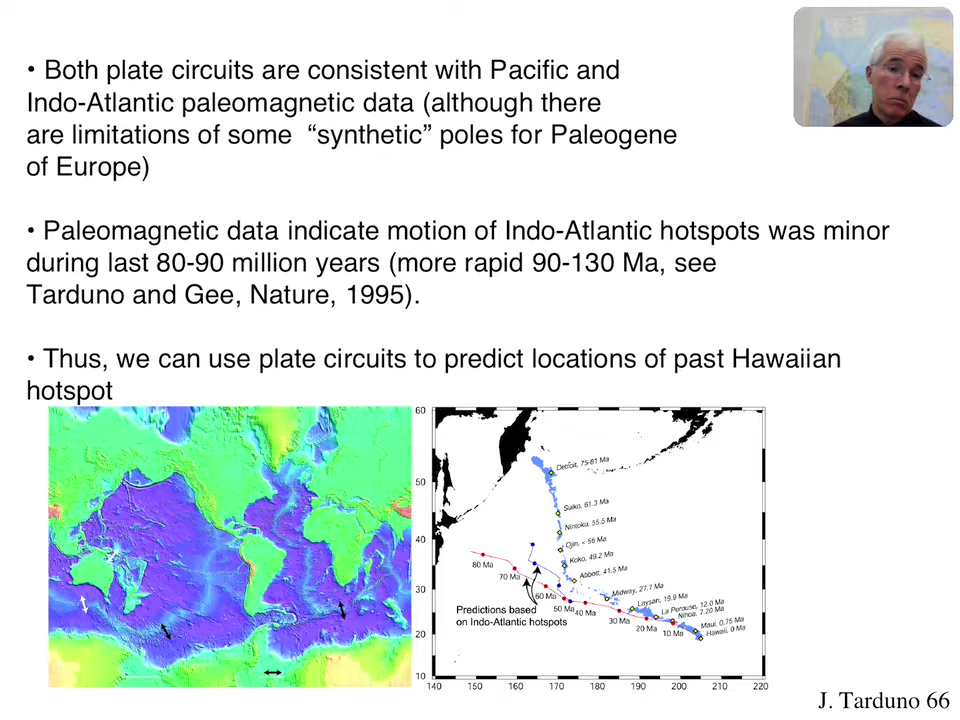 • Both plate circuits are consistent with Pacific and
Indo-Atlantic paleomagnetic data (although there
are limitations of some “synthetic” poles for Paleogene
of Europe)
• Paleomagnetic data indicate motion of Indo-Atlantic hotspots was minor
during last 80-90 million years (more rapid 90-130 Ma, see
Tarduno and Gee, Nature, 1995).
• Thus, we can use plate circuits to predict locations of past Hawaiian
hotspot
60
50
40
30
20
10
Detroit, 75-81 Ma
Suiko, 61.3 Ma
Nintoku, 55.5 Ma
Ojin, < 56 Ma
Koko, 49.2 Ma
Abbott, 41.5 Ma
Midway, 27.7 Ma
Laysan, 19.9 Ma
La Perouse, 12.0 Ma
Nihoa, 7.20 Ma
Maui, 0.75 Ma
Hawaii, 0 Ma
80 Ma
70 Ma
60 Ma
50 Ma
40 Ma
30 Ma
20 Ma
10 Ma
Predictions based
on Indo-Atlantic hotspots
140 150 160 170 180 190 200 210 220
J. Tarduno 66